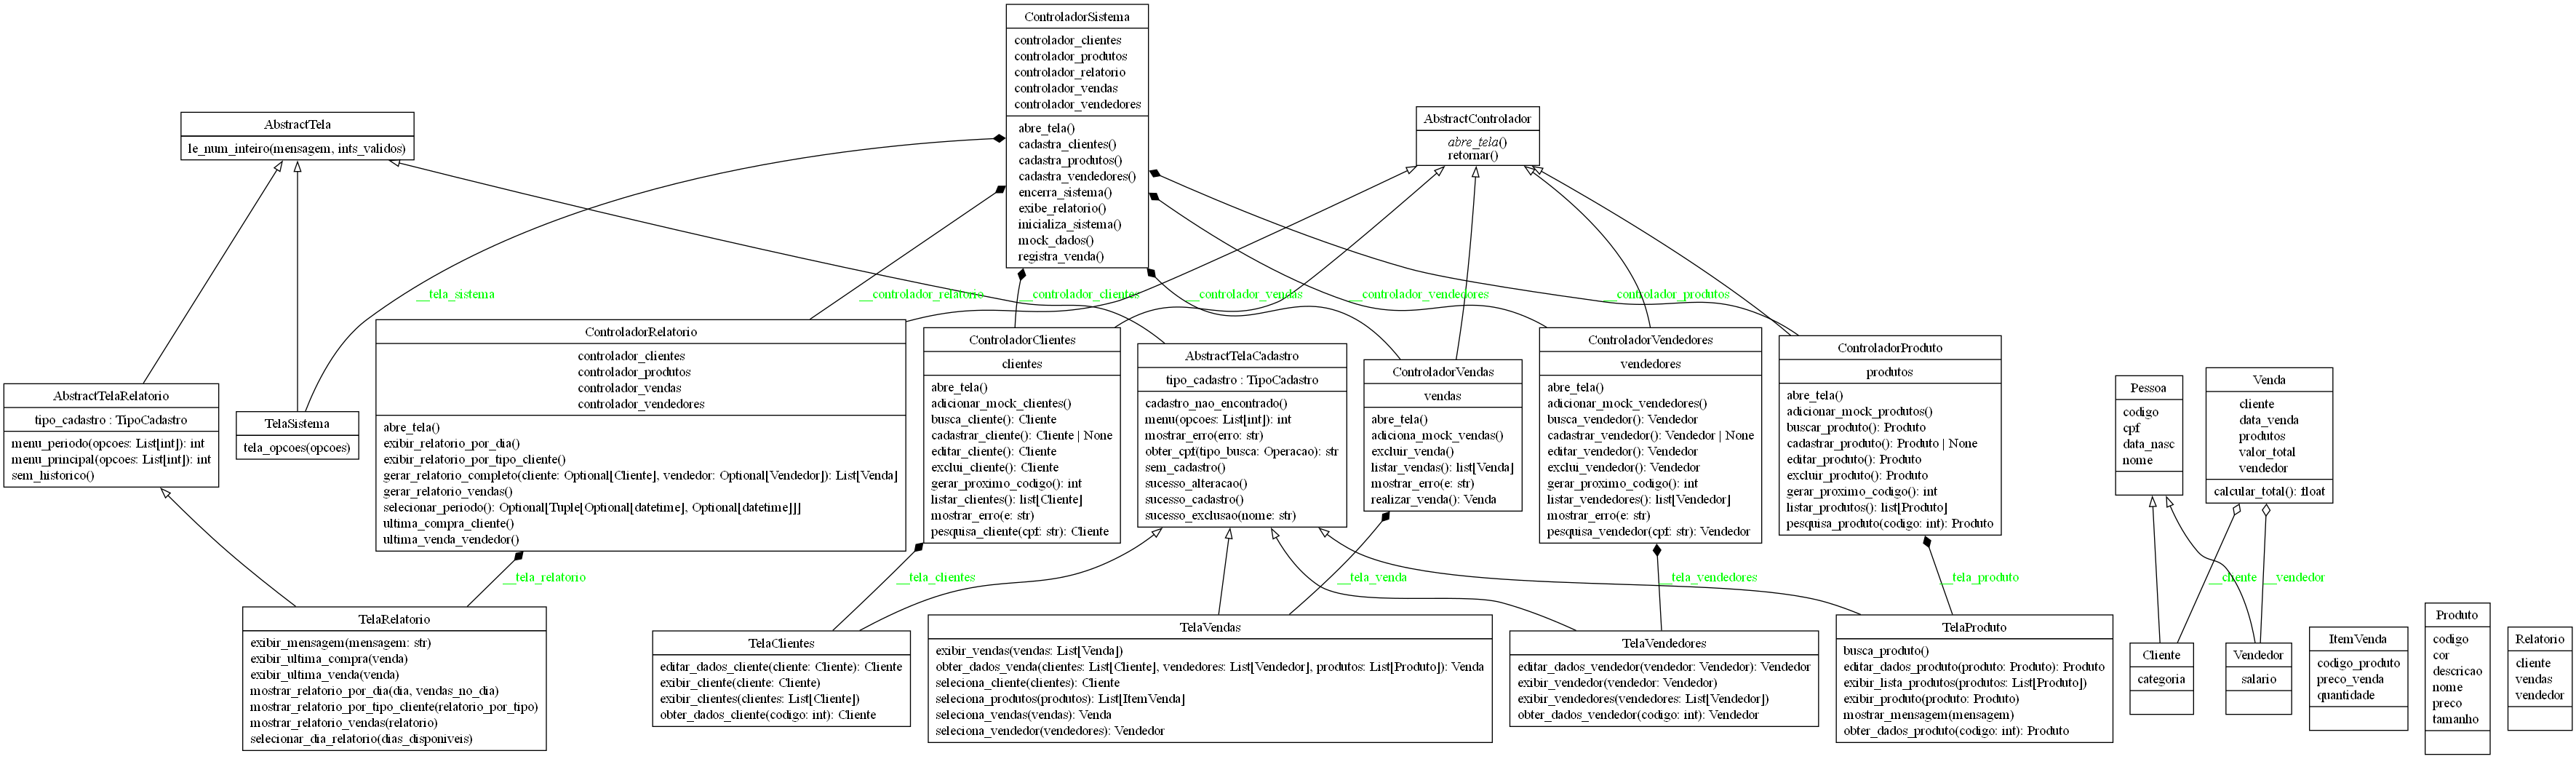 ControladorSistema
controlador_clientes
controlador_produtos
controlador_relatorio
controlador_vendas
controlador_vendedores
abre_tela()
cadastra_clientes()
cadastra_produtos()
cadastra_vendedores()
encerra_sistema()
exibe_relatorio()
inicializa_sistema()
mock_dados()
registra_venda()
AbstractTela
le_num_inteiro(mensagem, ints_validos)
AbstractControlador
abre_tela()
retornar()
__tela_sistema
__controlador_relatorio
__controlador_clientes
__controlador_vendas
__controlador_vendedores
__controlador_produtos
AbstractTelaRelatorio
tipo_cadastro : TipoCadastro
menu_periodo(opcoes: List[int]): int
menu_principal(opcoes: List[int]): int
sem_historico()
TelaSistema
tela_opcoes(opcoes)
ControladorRelatorio
controlador_clientes
controlador_produtos
controlador_vendas
controlador_vendedores
abre_tela()
exibir_relatorio_por_dia()
exibir_relatorio_por_tipo_cliente()
gerar_relatorio_completo(cliente: Optional[Cliente], vendedor: Optional[Vendedor]): List[Venda]
gerar_relatorio_vendas()
selecionar_periodo(): Optional[Tuple[Optional[datetime], Optional[datetime]]]
ultima_compra_cliente()
ultima_venda_vendedor()
ControladorClientes
clientes
abre_tela()
adicionar_mock_clientes()
busca_cliente(): Cliente
cadastrar_cliente(): Cliente | None
editar_cliente(): Cliente
exclui_cliente(): Cliente
gerar_proximo_codigo(): int
listar_clientes(): list[Cliente]
mostrar_erro(e: str)
pesquisa_cliente(cpf: str): Cliente
AbstractTelaCadastro
tipo_cadastro : TipoCadastro
cadastro_nao_encontrado()
menu(opcoes: List[int]): int
mostrar_erro(erro: str)
obter_cpf(tipo_busca: Operacao): str
sem_cadastro()
sucesso_alteracao()
sucesso_cadastro()
sucesso_exclusao(nome: str)
ControladorVendas
vendas
abre_tela()
adiciona_mock_vendas()
excluir_venda()
listar_vendas(): list[Venda]
mostrar_erro(e: str)
realizar_venda(): Venda
ControladorVendedores
vendedores
abre_tela()
adicionar_mock_vendedores()
busca_vendedor(): Vendedor
cadastrar_vendedor(): Vendedor | None
editar_vendedor(): Vendedor
exclui_vendedor(): Vendedor
gerar_proximo_codigo(): int
listar_vendedores(): list[Vendedor]
mostrar_erro(e: str)
pesquisa_vendedor(cpf: str): Vendedor
ControladorProduto
produtos
abre_tela()
adicionar_mock_produtos()
buscar_produto(): Produto
cadastrar_produto(): Produto | None
editar_produto(): Produto
excluir_produto(): Produto
gerar_proximo_codigo(): int
listar_produtos(): list[Produto]
pesquisa_produto(codigo: int): Produto
Pessoa
codigo
cpf
data_nasc
nome
Venda
cliente
data_venda
produtos
valor_total
vendedor
calcular_total(): float
__tela_relatorio
__tela_clientes
__tela_venda
__tela_vendedores
__tela_produto
__cliente
__vendedor
TelaRelatorio
exibir_mensagem(mensagem: str)
exibir_ultima_compra(venda)
exibir_ultima_venda(venda)
mostrar_relatorio_por_dia(dia, vendas_no_dia)
mostrar_relatorio_por_tipo_cliente(relatorio_por_tipo)
mostrar_relatorio_vendas(relatorio)
selecionar_dia_relatorio(dias_disponiveis)
TelaClientes
editar_dados_cliente(cliente: Cliente): Cliente
exibir_cliente(cliente: Cliente)
exibir_clientes(clientes: List[Cliente])
obter_dados_cliente(codigo: int): Cliente
TelaVendas
exibir_vendas(vendas: List[Venda])
obter_dados_venda(clientes: List[Cliente], vendedores: List[Vendedor], produtos: List[Produto]): Venda
seleciona_cliente(clientes): Cliente
seleciona_produtos(produtos): List[ItemVenda]
seleciona_vendas(vendas): Venda
seleciona_vendedor(vendedores): Vendedor
TelaVendedores
editar_dados_vendedor(vendedor: Vendedor): Vendedor
exibir_vendedor(vendedor: Vendedor)
exibir_vendedores(vendedores: List[Vendedor])
obter_dados_vendedor(codigo: int): Vendedor
TelaProduto
busca_produto()
editar_dados_produto(produto: Produto): Produto
exibir_lista_produtos(produtos: List[Produto])
exibir_produto(produto: Produto)
mostrar_mensagem(mensagem)
obter_dados_produto(codigo: int): Produto
Cliente
categoria
Vendedor
salario
ItemVenda
codigo_produto
preco_venda
quantidade
Produto
codigo
cor
descricao
nome
preco
tamanho
Relatorio
cliente
vendas
vendedor